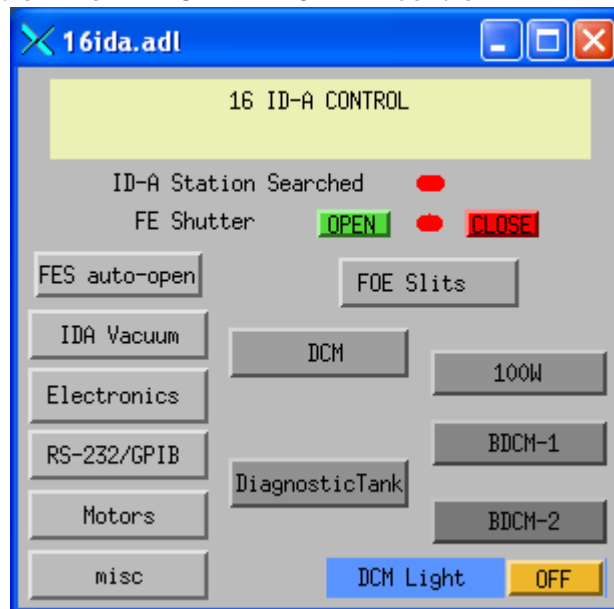 16ida.adl
16 ID-A CONTROL
ID-A Station Searched
FE Shutter OPEN CLOSE
FES auto-open
FOE Slits
IDA Vacuum
DCM
100W
Electronics
BDCM-1
RS-232/GPIB
DiagnosticTank
Motors
BDCM-2
misc
DCM Light OFF